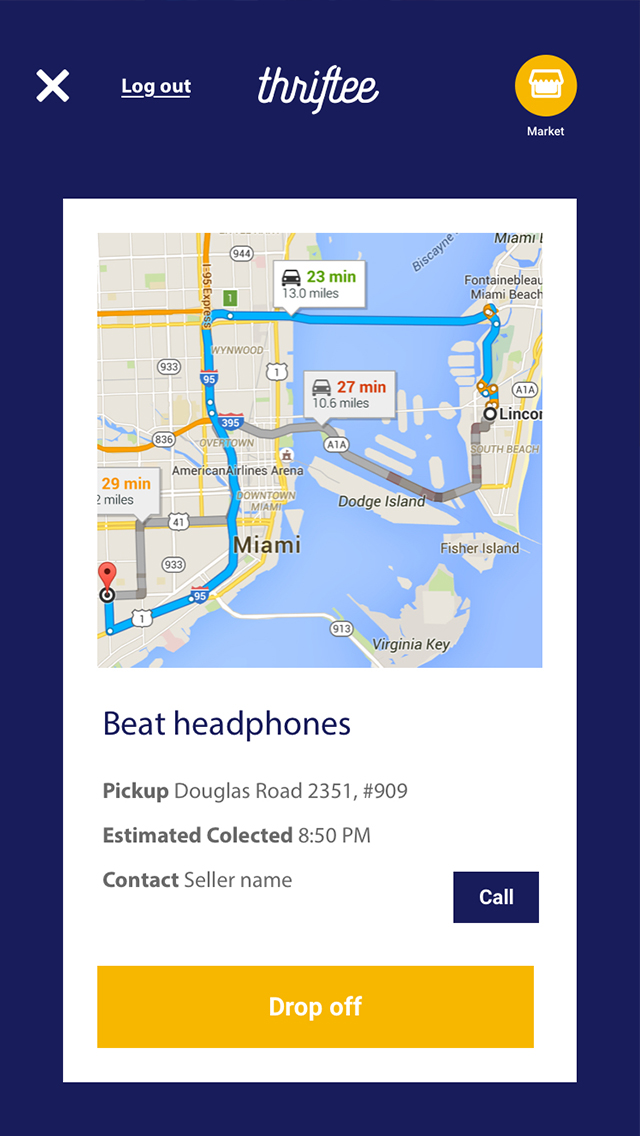 Log out
thriftee
Market
Miami B
944
Biscayne
I-95 Express
23 min
13.0 miles
Fontainebleau
Miami Beach
1
WYNWOOD
933
1
95
27 min
10.6 miles
A1A
395
Lincor
836
OVERTOWN
A1A
SOUTH BEACH
AmericanAirlines Arena
29 min
2 miles
DOWNTOWN
MIAMI
Dodge Island
41
Miami
Fisher Island
933
95
1
913
Virginia Key
Beat headphones
Pickup Douglas Road 2351, #909
Estimated Colected 8:50 PM
Contact Seller name
Call
Drop off